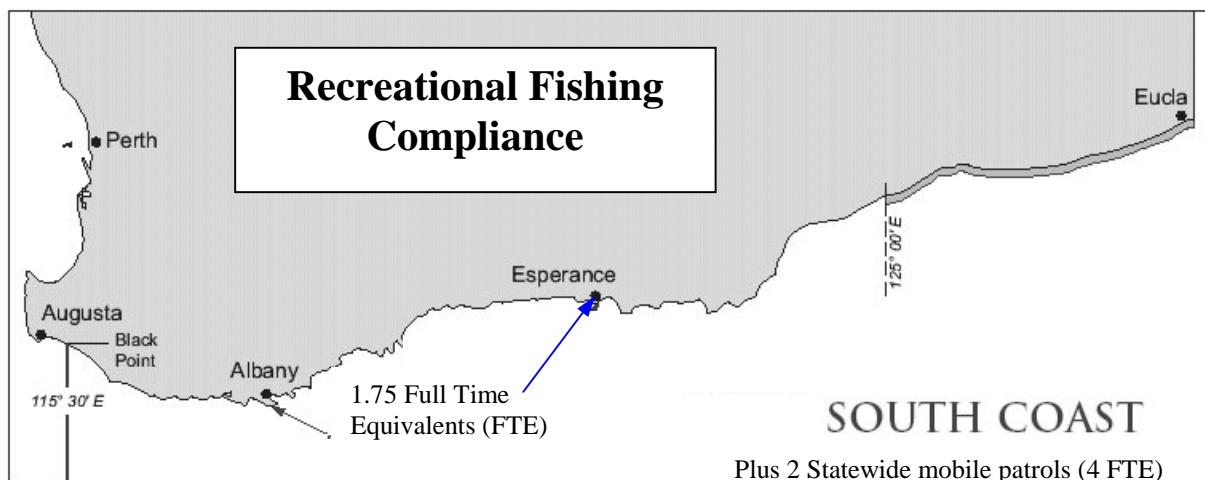 Recreational Fishing
Compliance
Eucla
Perth
125° 00' E
Esperance
Augusta
Black
Point
Albany
115° 30' E
1.75 Full Time
Equivalents (FTE)
SOUTH COAST
Plus 2 Statewide mobile patrols (4 FTE)